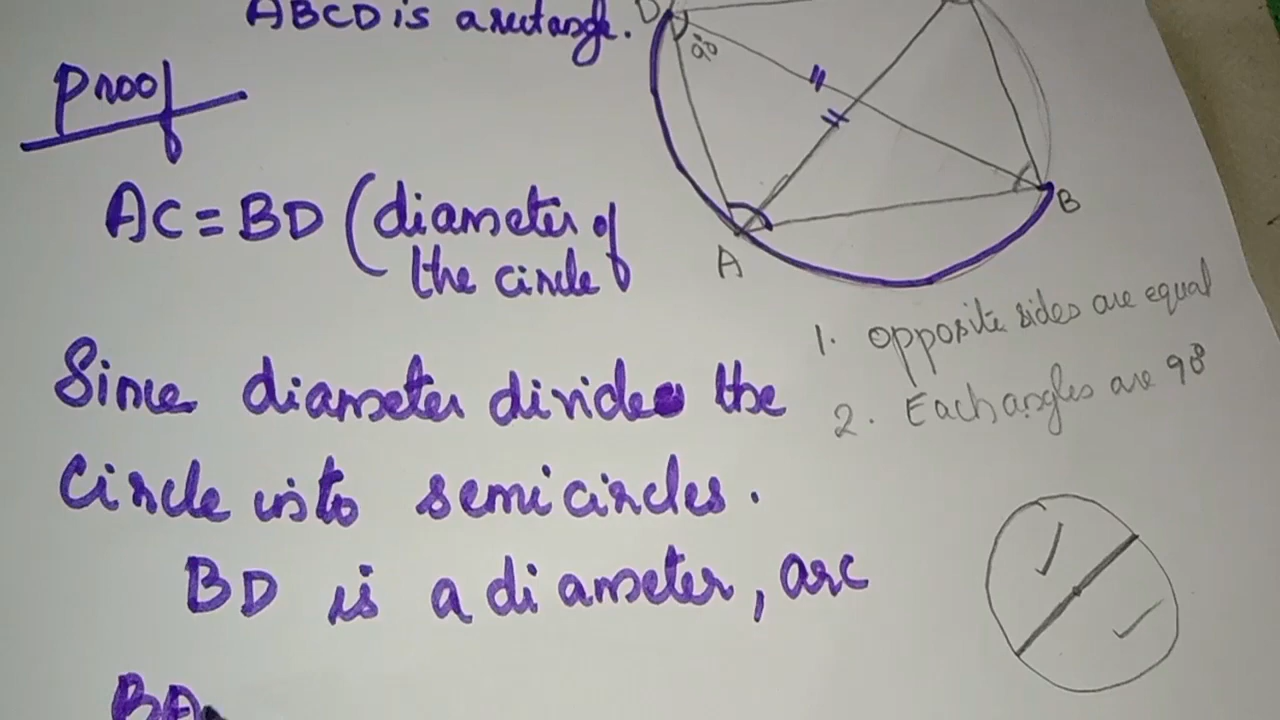 ABCD is a rectangle.
D
90
Proof
AC = BD (diameter of
the circle
B
A
1. Opposite sides are equal
2. Each angles are 90°
Since diameter divides the
Circle into semicircles.
BD is a diameter, arc
BA